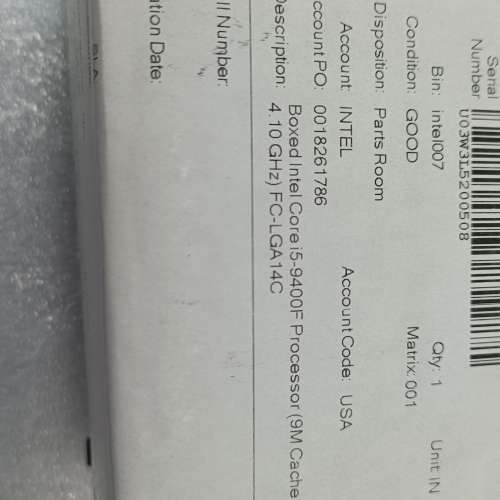 Serial
Number U03W3L5200508
Bin: intel007 Qty: 1 Unit: IN
Condition: GOOD Matrix: 001
Disposition: Parts Room
Account: INTEL Account Code: USA
ccount PO: 0018261786
Description: Boxed Intel Core i5-9400F Processor (9M Cache
4.10 GHz) FC-LGA14C
ll Number:
ation Date: